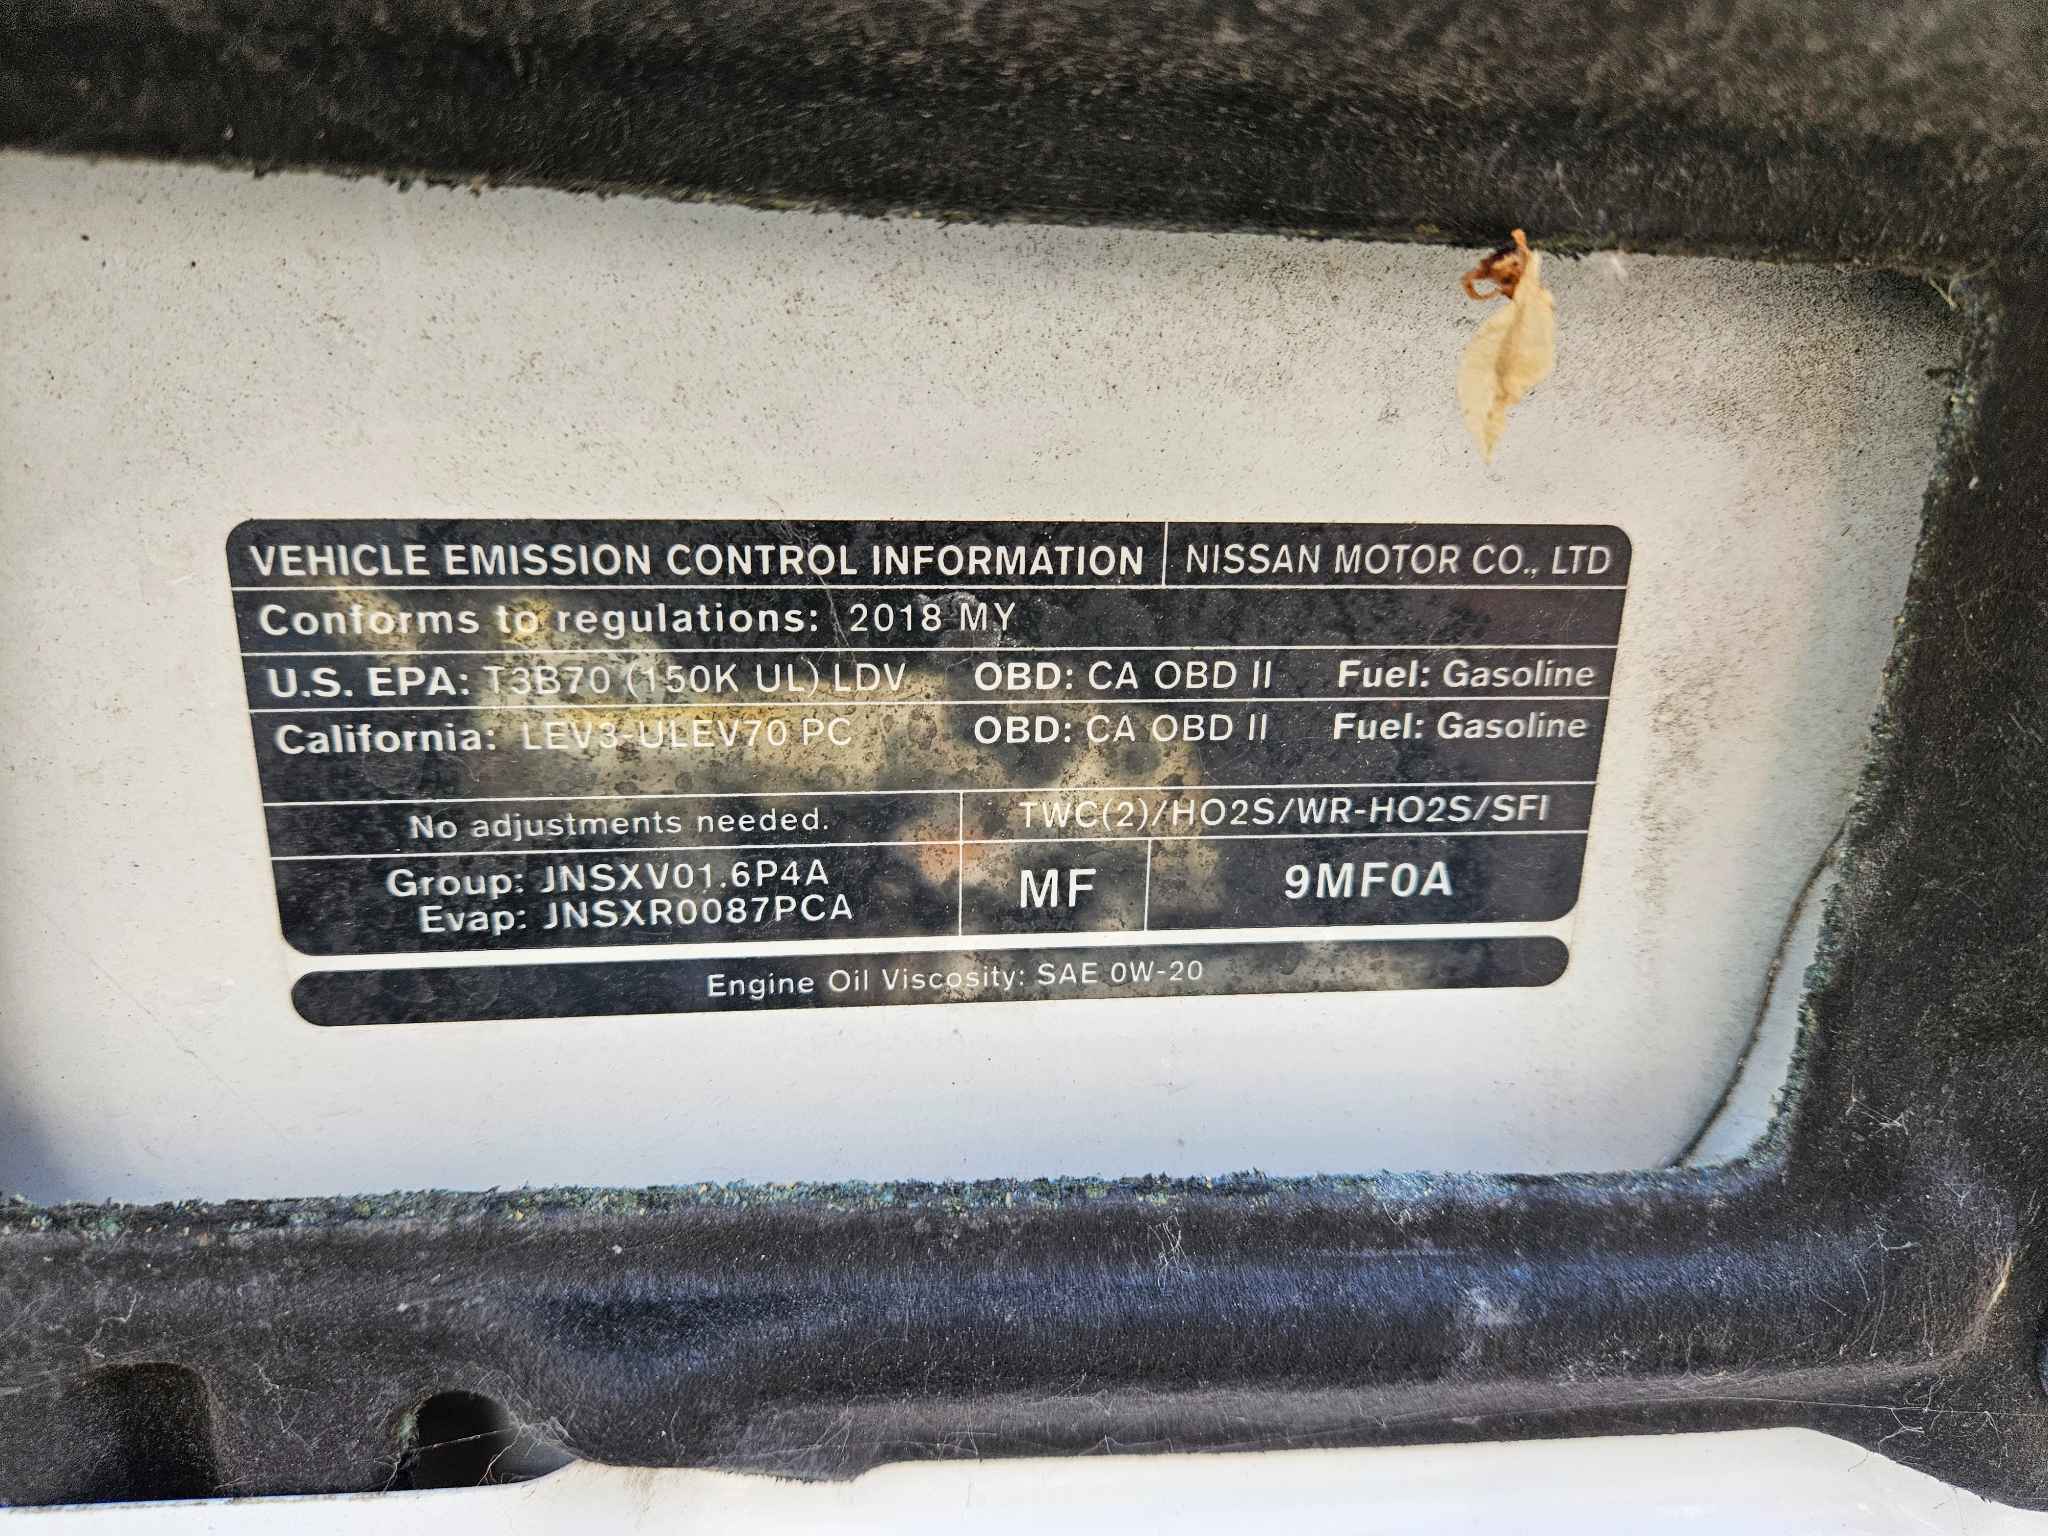 VEHICLE EMISSION CONTROL INFORMATION NISSAN MOTOR CO., LTD
Conforms to regulations: 2018 MY
U.S. EPA: T3B70 (150K UL) LDV OBD: CA OBD II Fuel: Gasoline
California: LEV3-ULEV70 PC OBD: CA OBD II Fuel: Gasoline
No adjustments needed. TWC(2)/HO2S/WR-HO2S/SFI
Group: JNSXV01.6P4A
Evap: JNSXR0087PCA
MF 9MF0A
Engine Oil Viscosity: SAE 0W-20